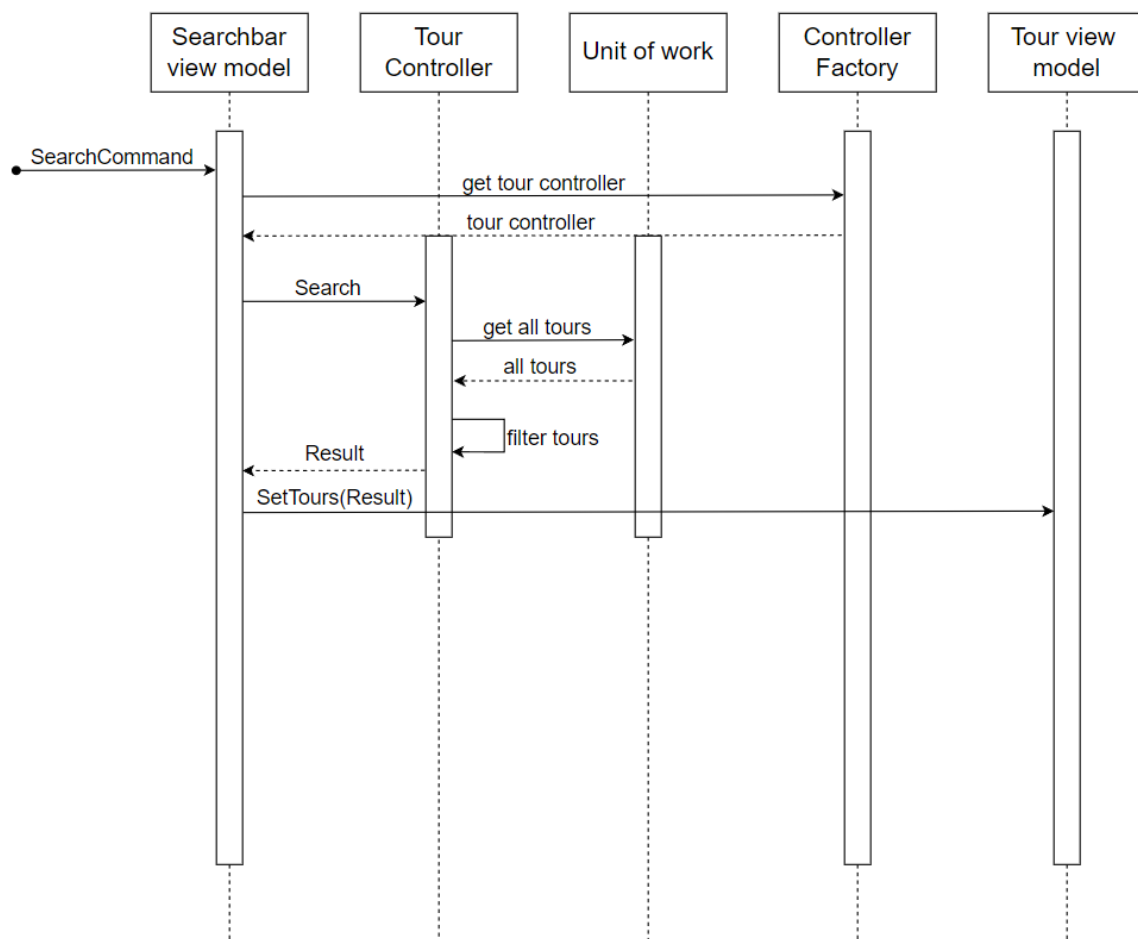 Searchbar
view model
Tour
Controller
Unit of work
Controller
Factory
Tour view
model
SearchCommand
get tour controller
tour controller
Search
get all tours
all tours
filter tours
Result
SetTours(Result)